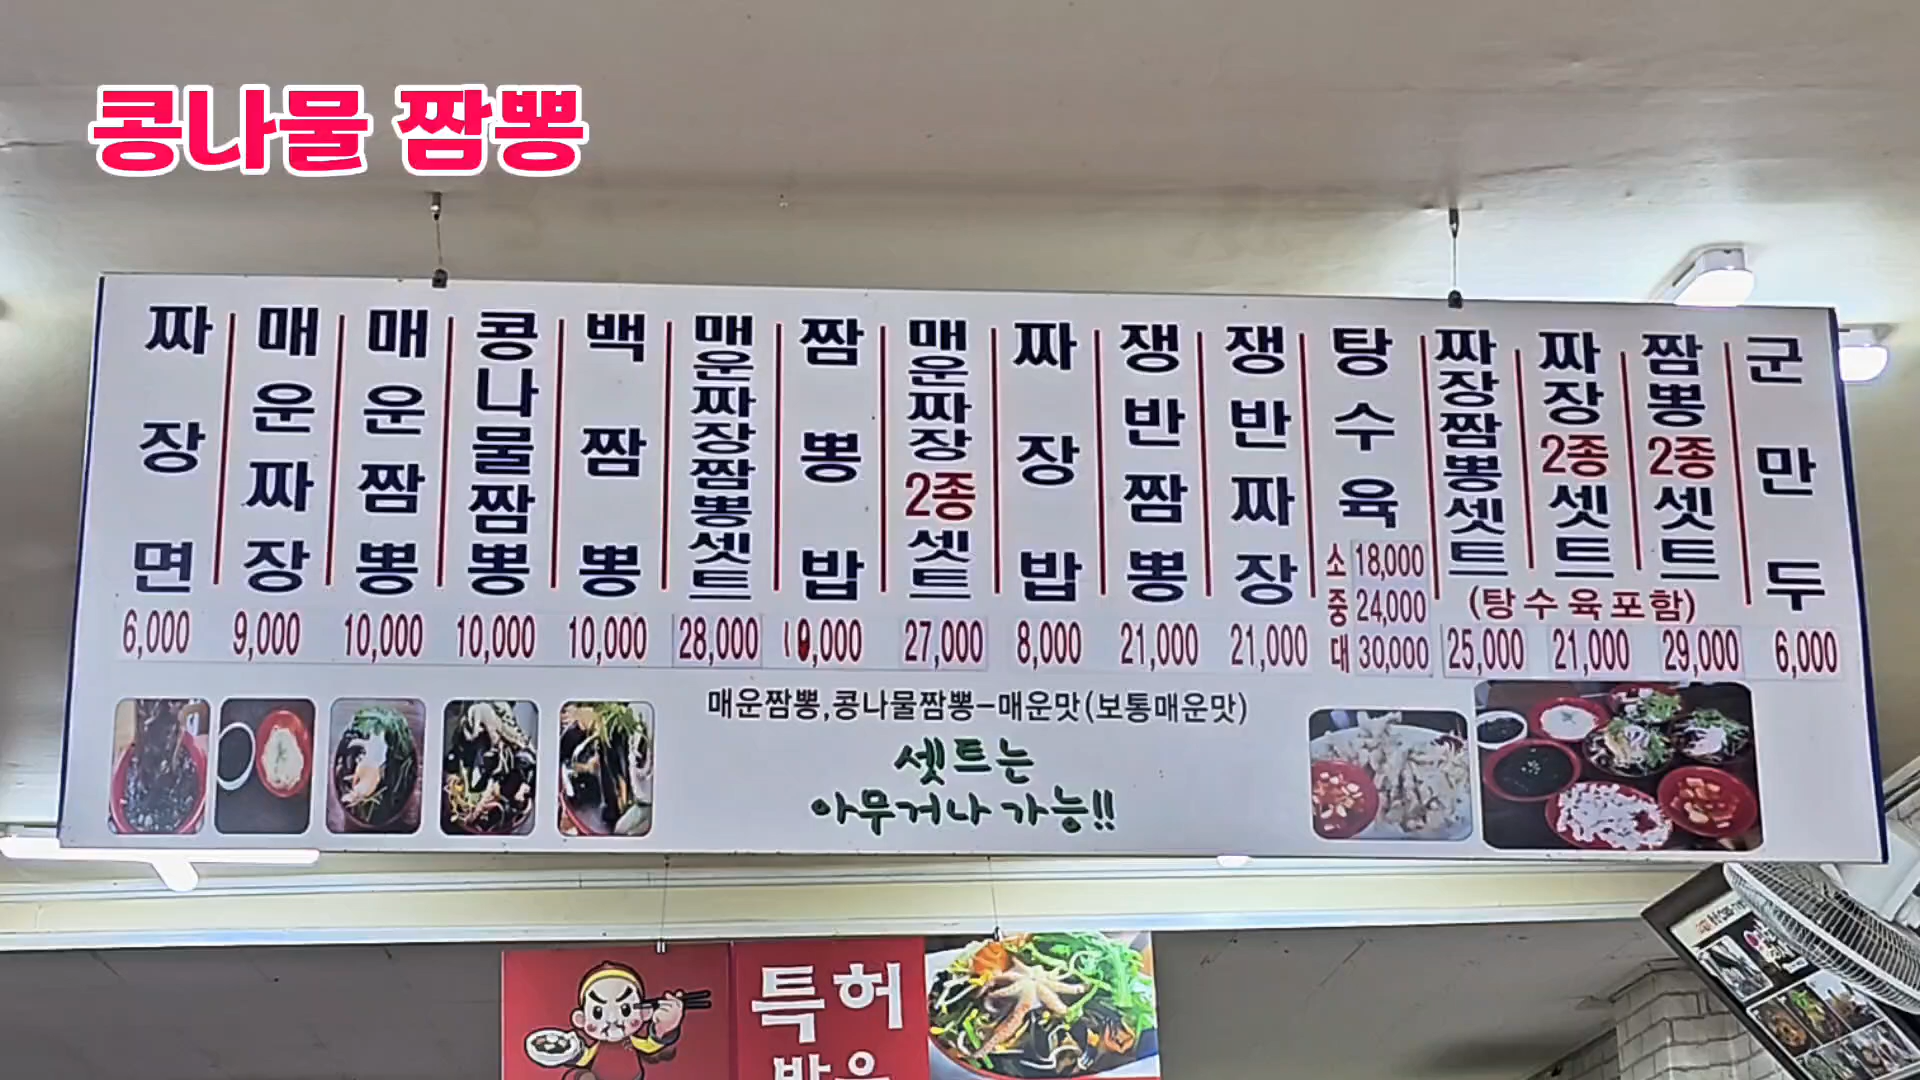 콩나물 짬뽕
짜장면 6,000
매운짜장 9,000
매운짬뽕 10,000
콩나물짬뽕 10,000
백짬뽕 10,000
매운짜장짬뽕셋트 28,000
짬뽕밥 10,000
매운짜장2종셋트 27,000
짜장밥 8,000
쟁반짬뽕 21,000
쟁반짜장 21,000
탕수육
소 18,000
중 24,000
대 30,000
짜장짬뽕셋트 25,000
짜장2종셋트 21,000
짬뽕2종셋트 29,000
(탕수육포함)
군만두 6,000
매운짬뽕,콩나물짬뽕-매운맛(보통매운맛)
셋트는
아무거나 가능!!
특허
받은